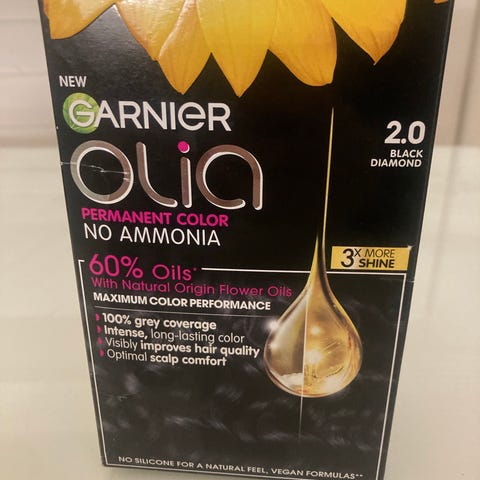 NEW
GARNIER
2.0
BLACK
DIAMOND
Olia
PERMANENT COLOR
NO AMMONIA
3X MORE
SHINE
60% Oils*
With Natural Origin Flower Oils
MAXIMUM COLOR PERFORMANCE
100% grey coverage
Intense, long-lasting color
Visibly improves hair quality
Optimal scalp comfort
NO SILICONE FOR A NATURAL FEEL, VEGAN FORMULAS**